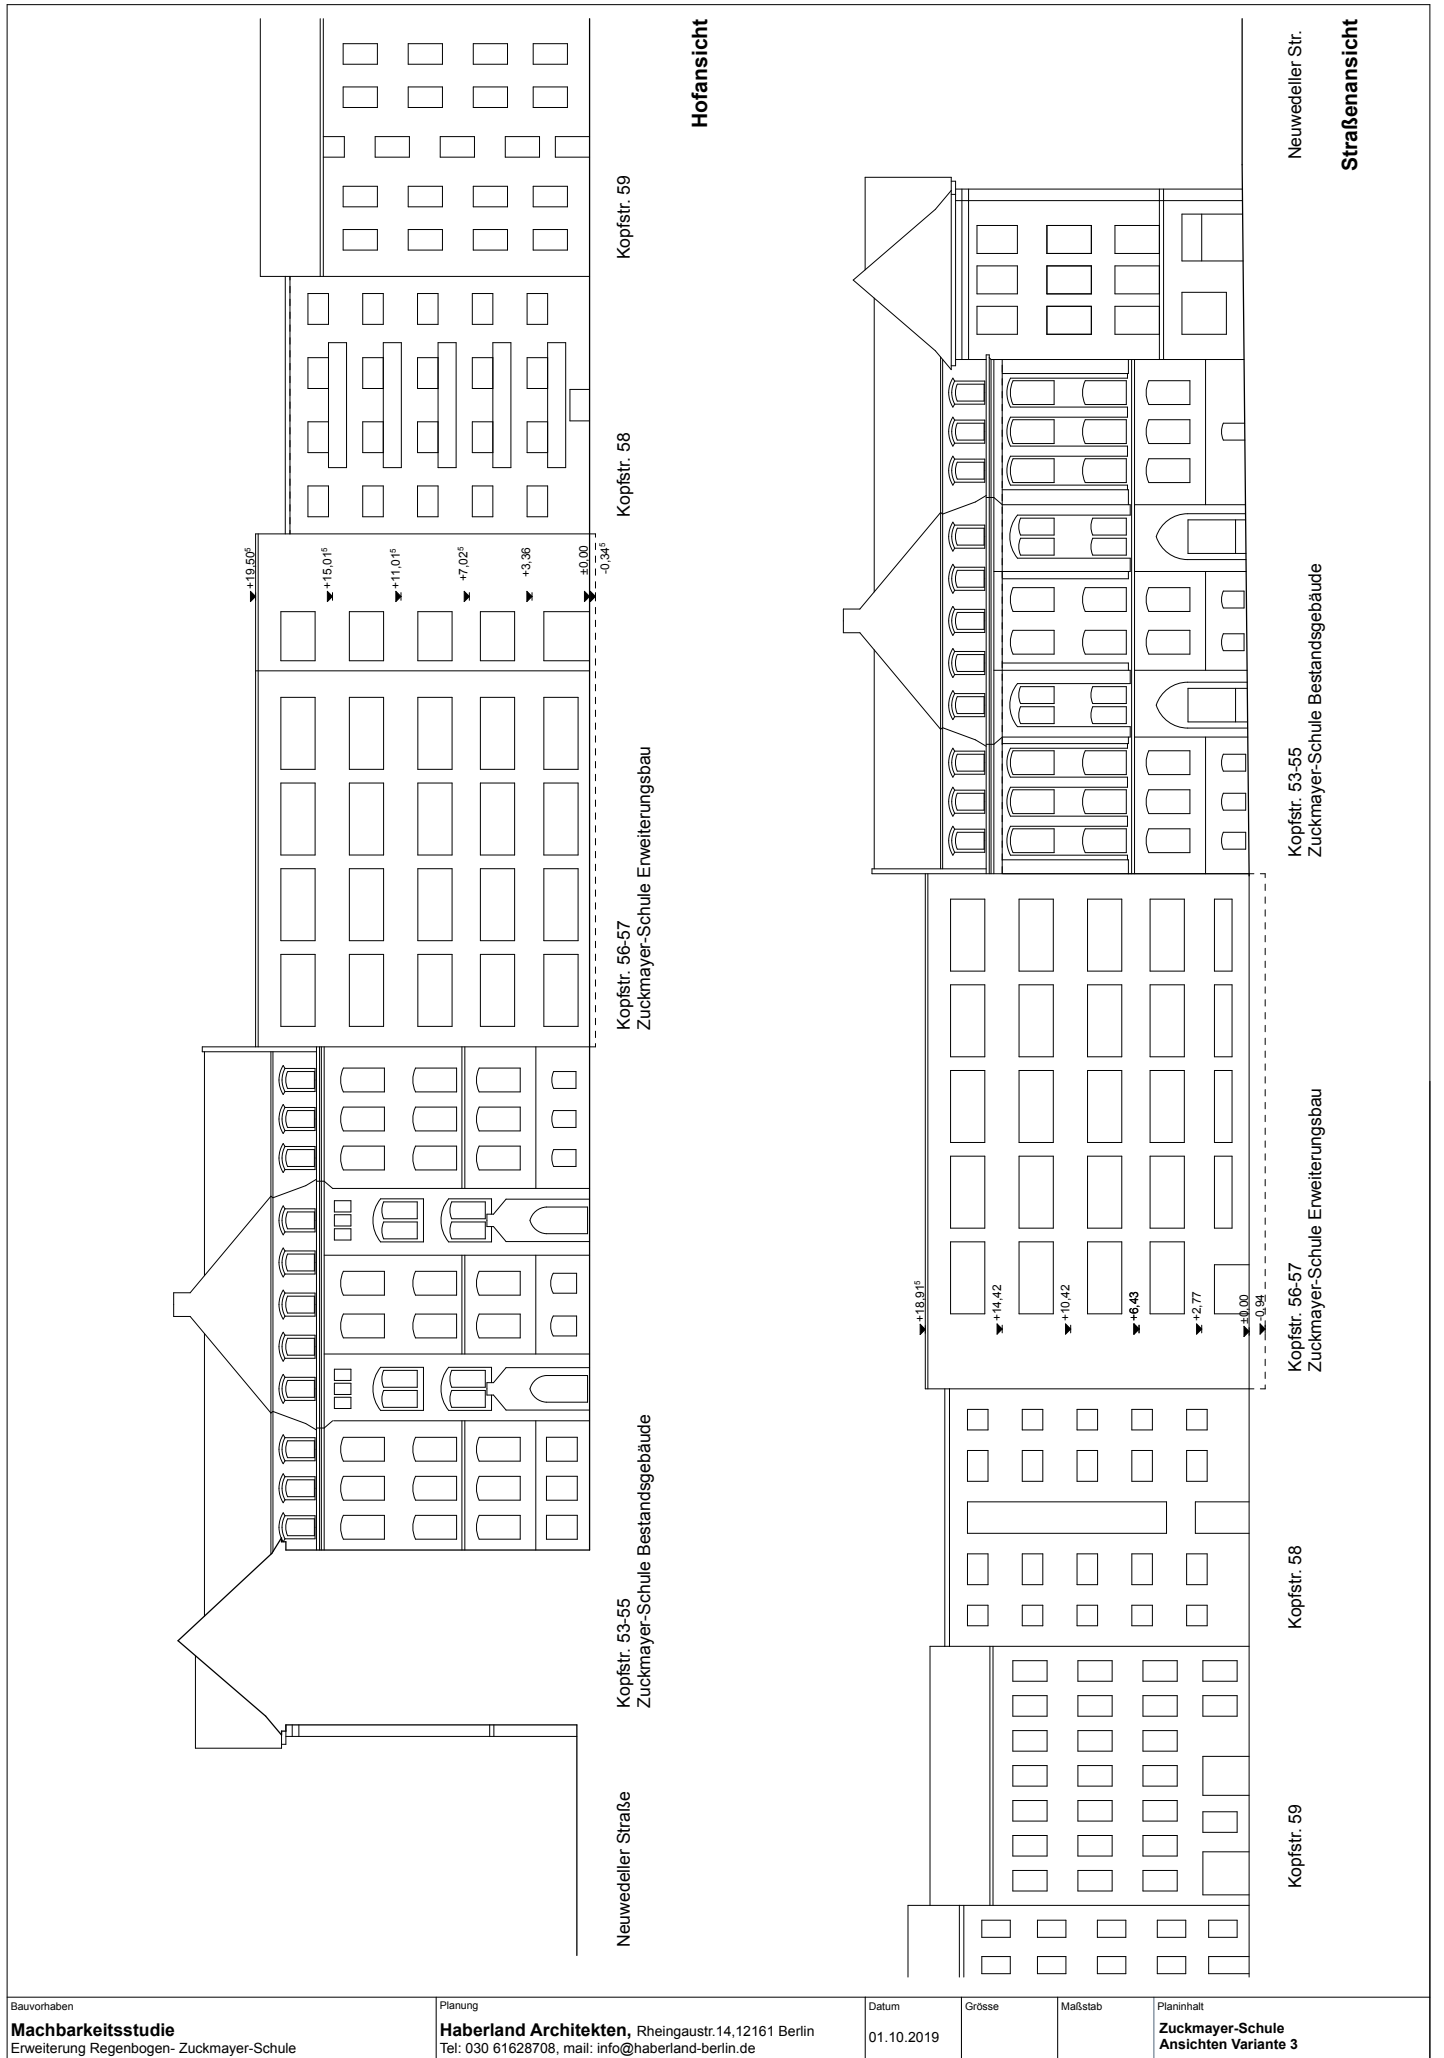 Hofansicht
Kopfstr. 59
Kopfstr. 58
+19,50⁵
+15,01⁵
+11,01⁵
+7,02⁵
+3,36
±0,00
-0,34⁵
Kopfstr. 56-57
Zuckmayer-Schule Erweiterungsbau
Kopfstr. 53-55
Zuckmayer-Schule Bestandsgebäude
Neuwedeller Straße
Straßenansicht
Neuwedeller Str.
Kopfstr. 53-55
Zuckmayer-Schule Bestandsgebäude
Kopfstr. 56-57
Zuckmayer-Schule Erweiterungsbau
+18,91⁵
+14,42
+10,42
+6,43
+2,77
±0,00
-0,94
Kopfstr. 58
Kopfstr. 59
Bauvorhaben
Machbarkeitsstudie
Erweiterung Regenbogen- Zuckmayer-Schule
Planung
Haberland Architekten, Rheingaustr.14,12161 Berlin
Tel: 030 61628708, mail: info@haberland-berlin.de
Datum
01.10.2019
Grösse
Maßstab
Planinhalt
Zuckmayer-Schule
Ansichten Variante 3